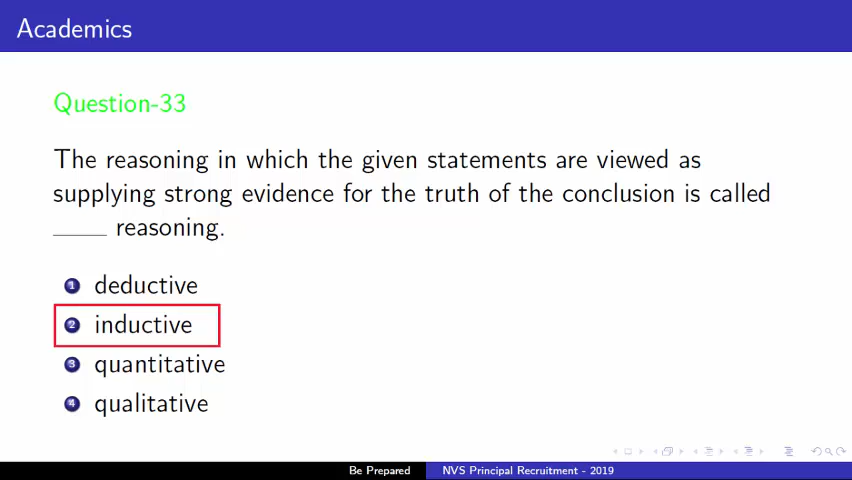 Academics
Question-33
The reasoning in which the given statements are viewed as
supplying strong evidence for the truth of the conclusion is called
____ reasoning.
1 deductive
2 inductive
3 quantitative
4 qualitative
Be Prepared NVS Principal Recruitment - 2019